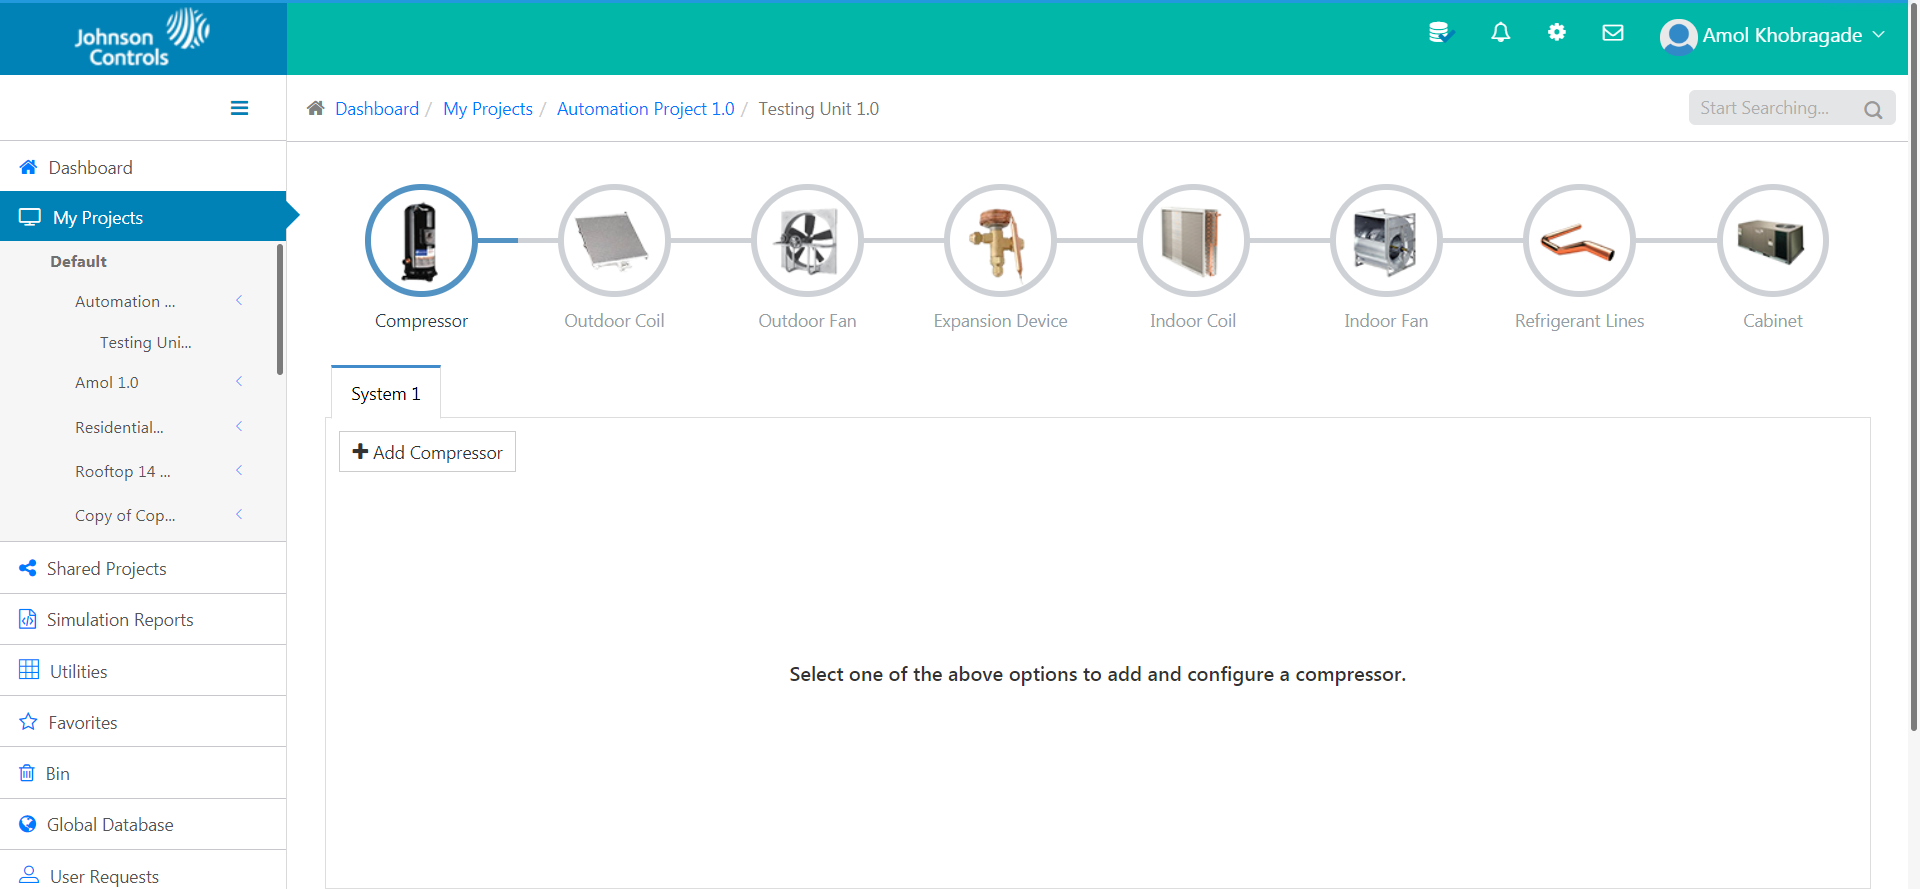 Johnson
Controls
Amol Khobragade
Dashboard / My Projects / Automation Project 1.0 / Testing Unit 1.0
Start Searching...
Dashboard
My Projects
Default
Automation ...
Testing Uni...
Amol 1.0
Residential...
Rooftop 14 ...
Copy of Cop...
Shared Projects
Simulation Reports
Utilities
Favorites
Bin
Global Database
User Requests
Compressor
Outdoor Coil
Outdoor Fan
Expansion Device
Indoor Coil
Indoor Fan
Refrigerant Lines
Cabinet
System 1
Add Compressor
Select one of the above options to add and configure a compressor.